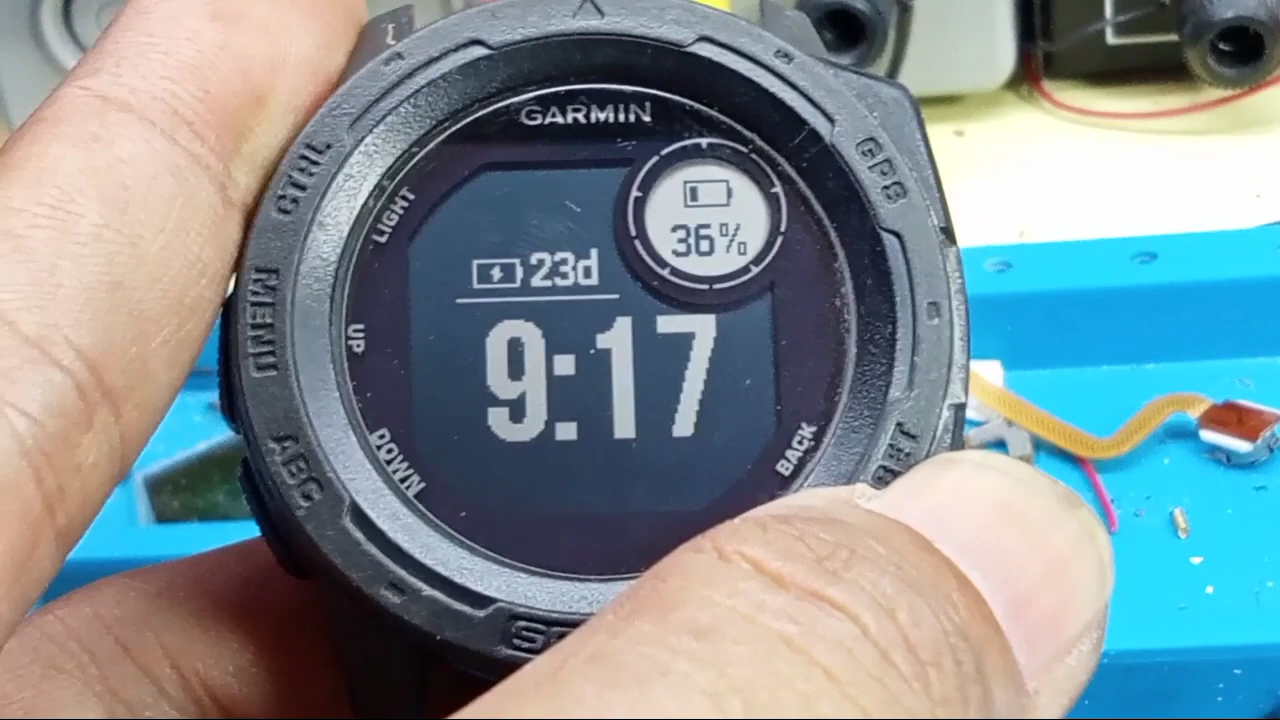 GARMIN
GPS
CTRL
LIGHT
36%
23d
MENU
UP
9:17
DOWN
BACK
ABC